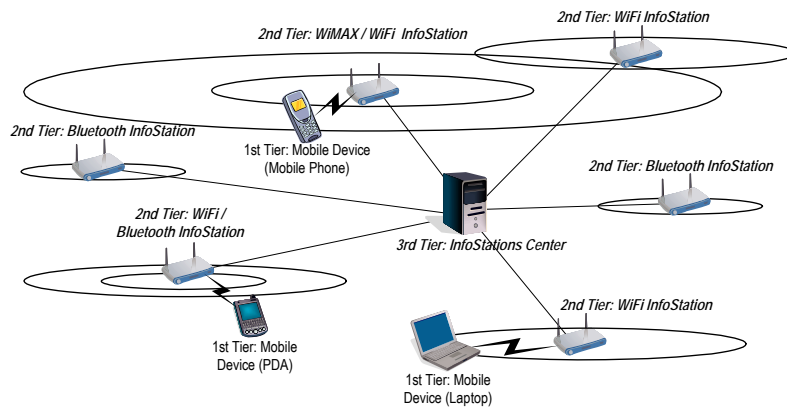 2nd Tier: WiFi InfoStation
2nd Tier: WiMAX / WiFi InfoStation
1st Tier: Mobile Device
(Mobile Phone)
2nd Tier: Bluetooth InfoStation
2nd Tier: Bluetooth InfoStation
2nd Tier: WiFi /
Bluetooth InfoStation
3rd Tier: InfoStations Center
2nd Tier: WiFi InfoStation
1st Tier: Mobile
Device (PDA)
1st Tier: Mobile
Device (Laptop)